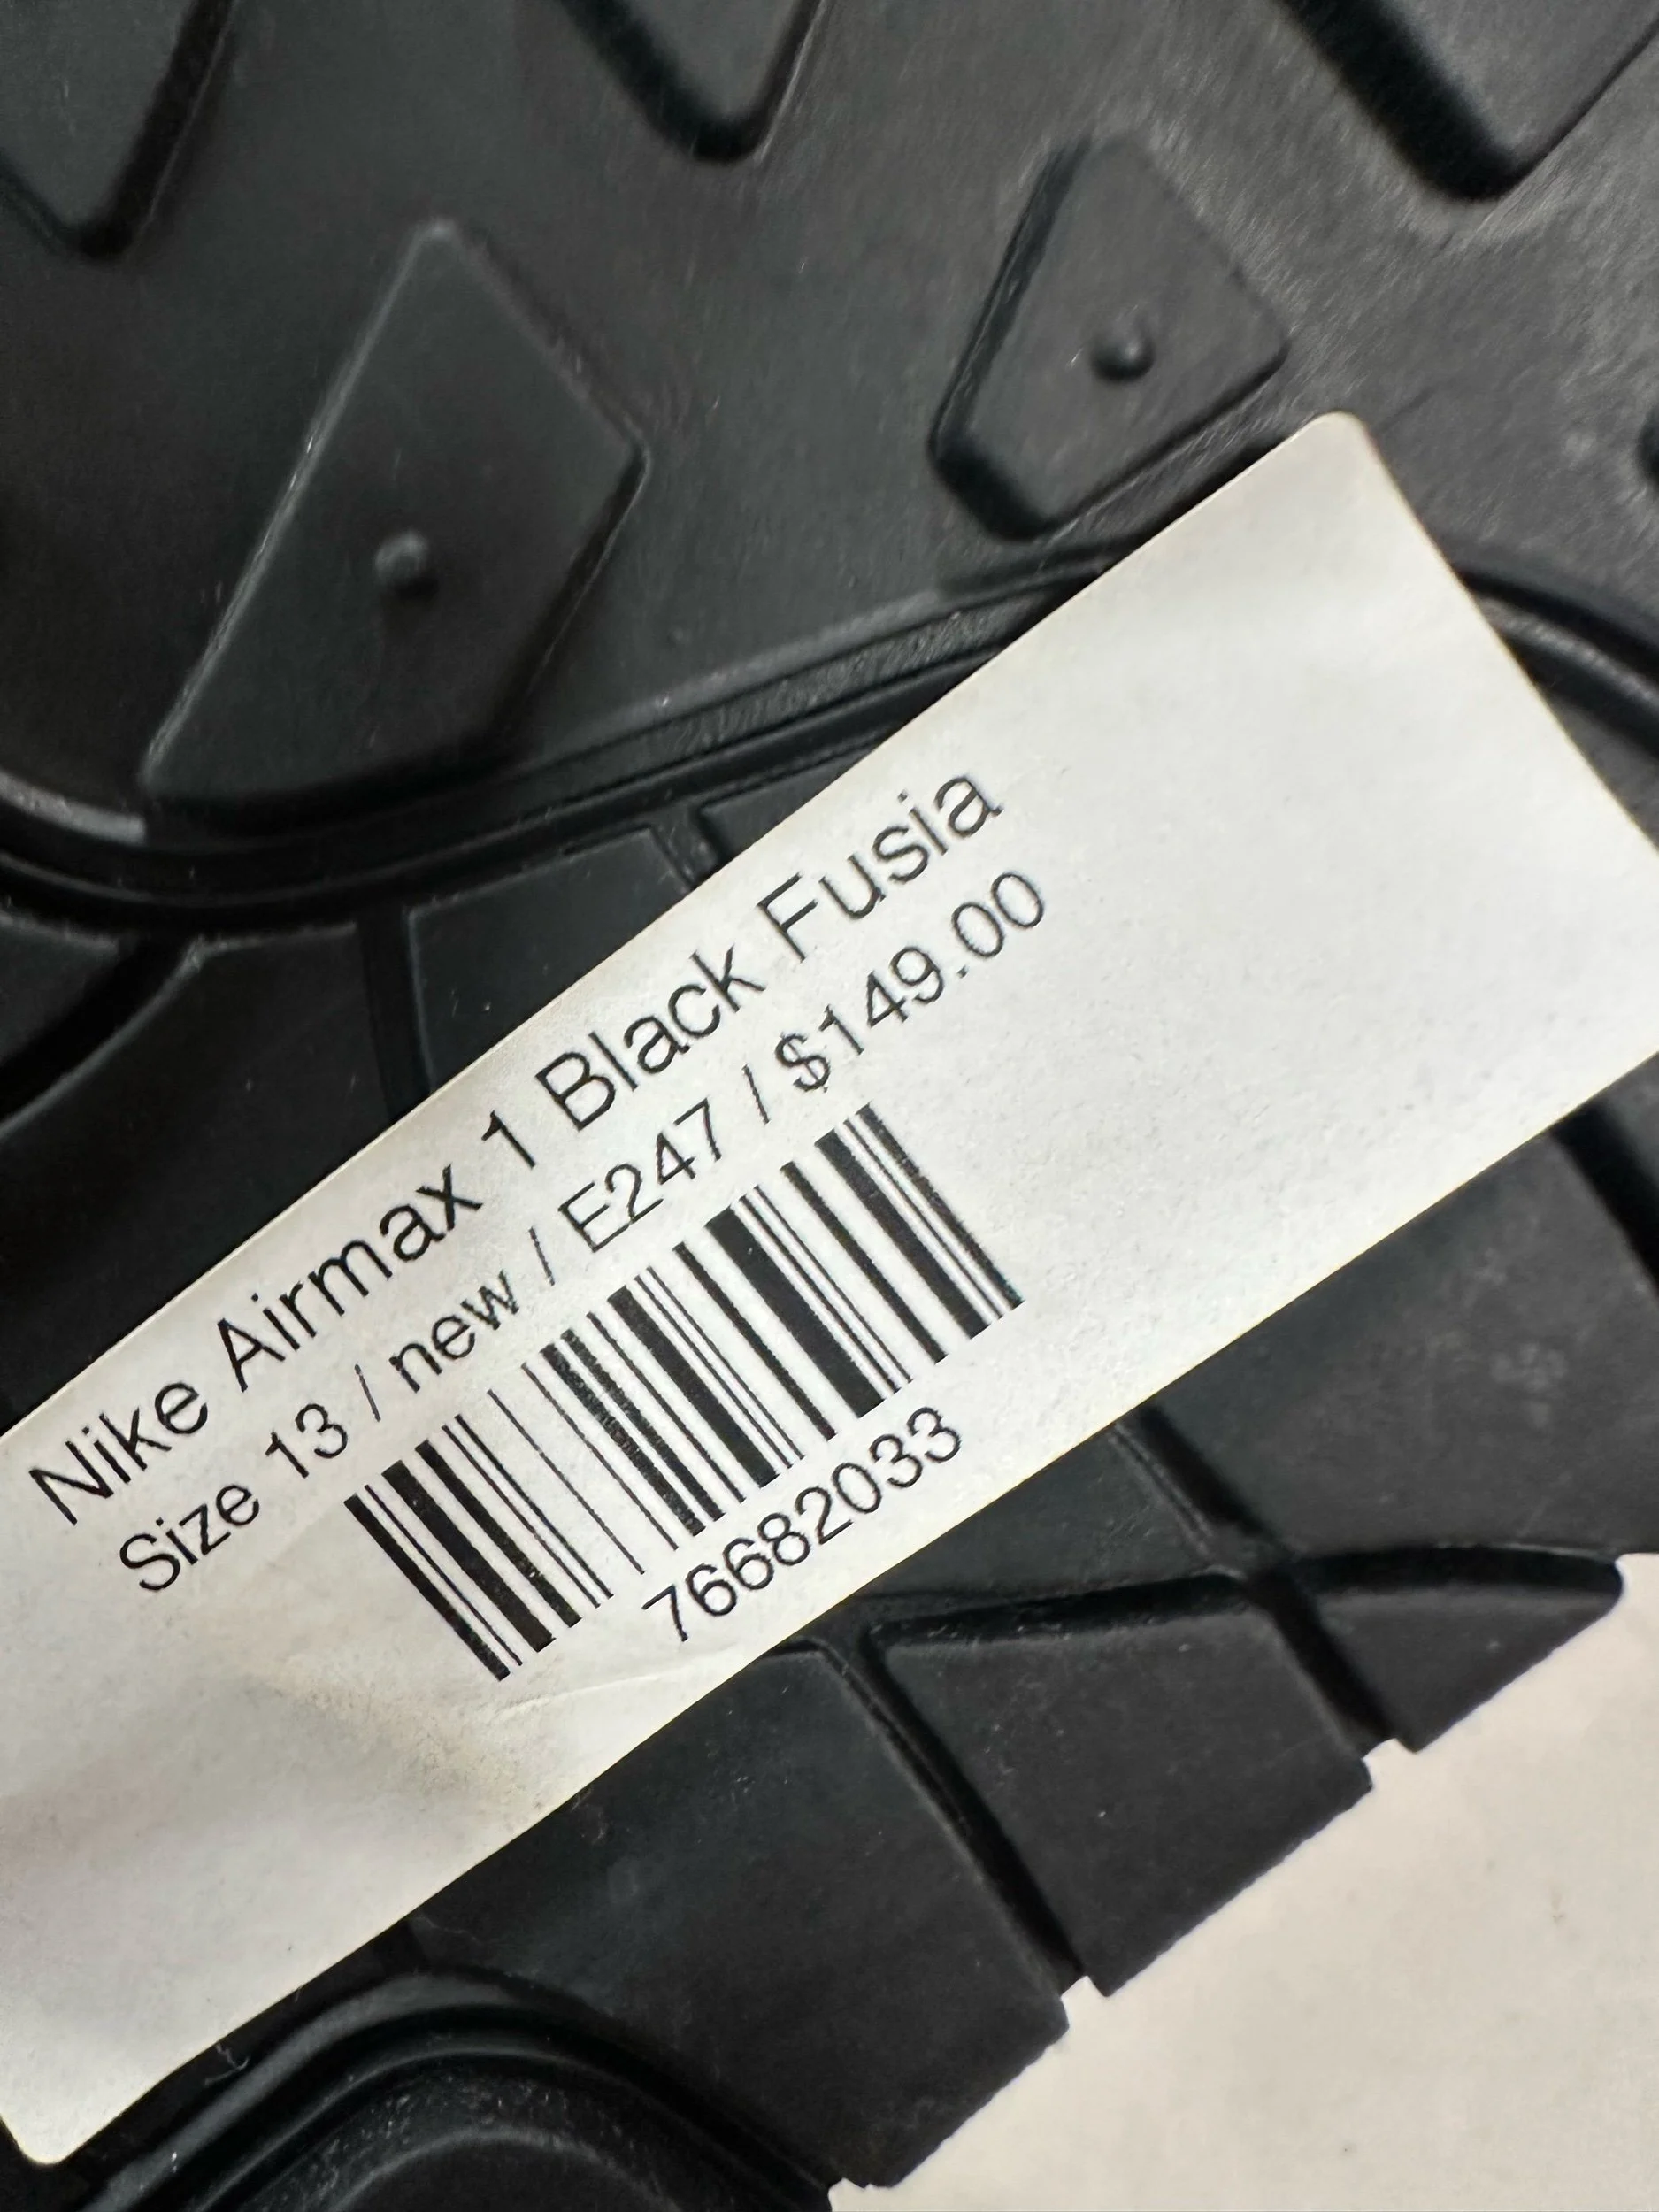 Nike Airmax 1 Black Fusia
Size 13 / new / E247 / $149.00
76682033